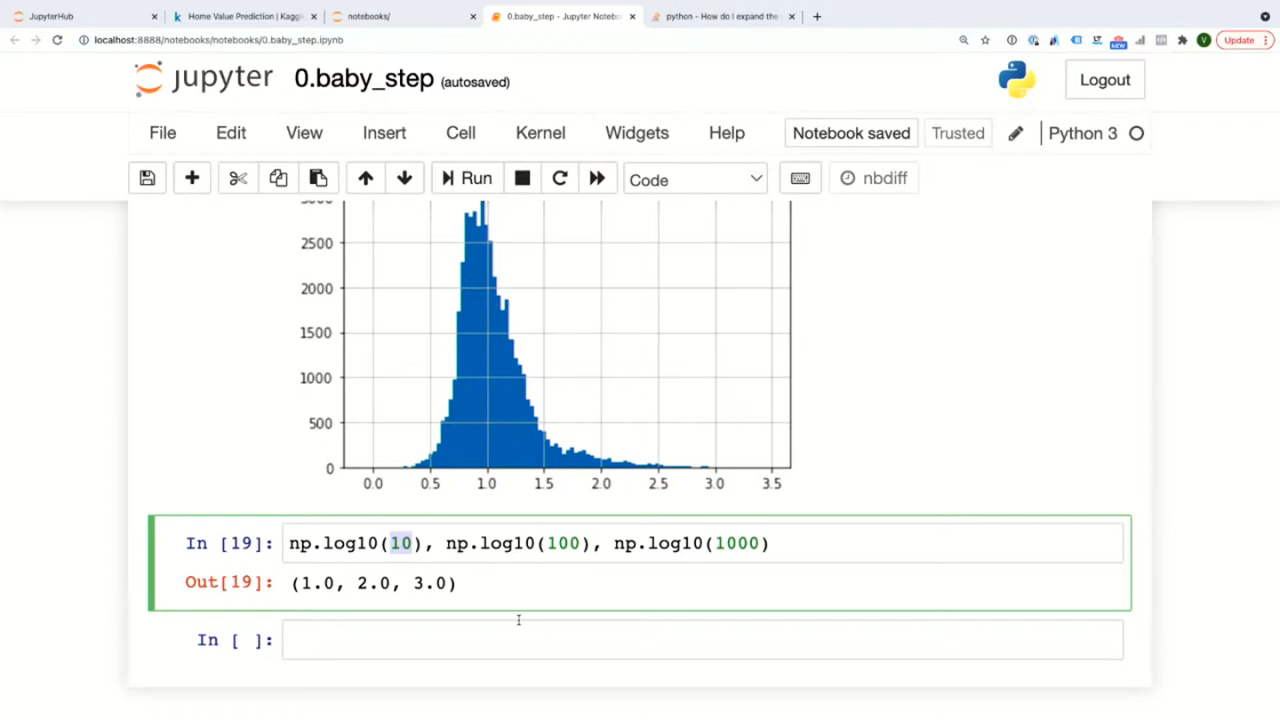 JupyterHub
Home Value Prediction | Kaggl
notebooks/
0.baby_step - Jupyter Notebo
python - How do I expand the
localhost:8888/notebooks/notebooks/0.baby_step.ipynb
NEW
V
Update
jupyter 0.baby_step (autosaved)
Logout
File Edit View Insert Cell Kernel Widgets Help
Notebook saved
Trusted
Python 3
Run
Code
nbdiff
3000
2500
2000
1500
1000
500
0
0.0 0.5 1.0 1.5 2.0 2.5 3.0 3.5
In [19]: np.log10(10), np.log10(100), np.log10(1000)
Out[19]: (1.0, 2.0, 3.0)
In [ ]: